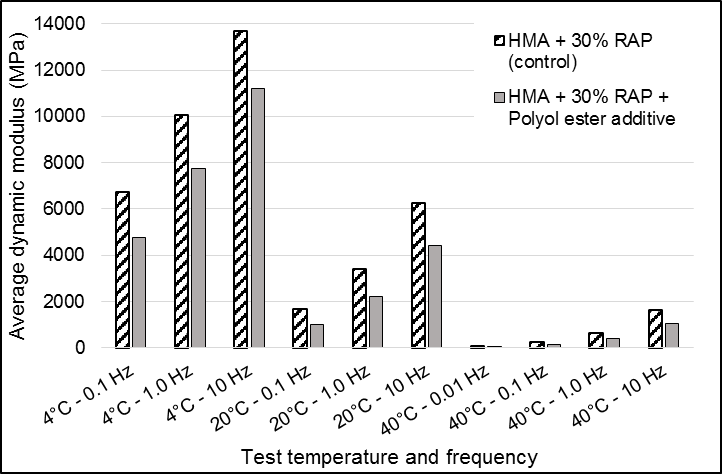 Average dynamic modulus (MPa)
14000
12000
10000
8000
6000
4000
2000
0
HMA + 30% RAP
(control)
HMA + 30% RAP +
Polyol ester additive
4°C - 0.1 Hz
4°C - 1.0 Hz
4°C - 10 Hz
20°C - 0.1 Hz
20°C - 1.0 Hz
20°C - 10 Hz
40°C - 0.01 Hz
40°C - 0.1 Hz
40°C - 1.0 Hz
40°C - 10 Hz
Test temperature and frequency